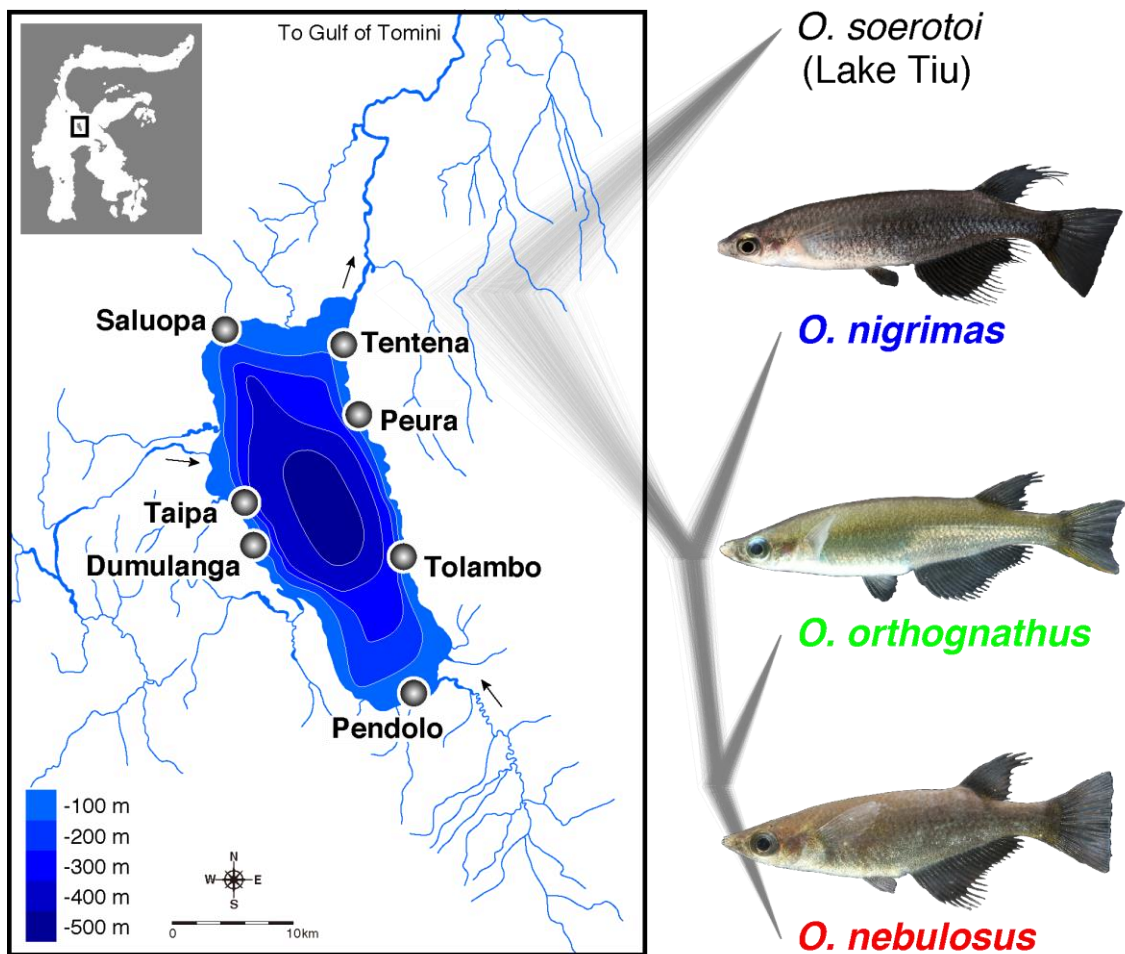 To Gulf of Tomini
O. soerotoi
(Lake Tiu)
Saluopa
Tentena
O. nigrimas
Peura
Taipa
Dumulanga
Tolambo
O. orthognathus
Pendolo
-100 m
-200 m
-300 m
-400 m
-500 m
N
W
E
S
0
10km
O. nebulosus